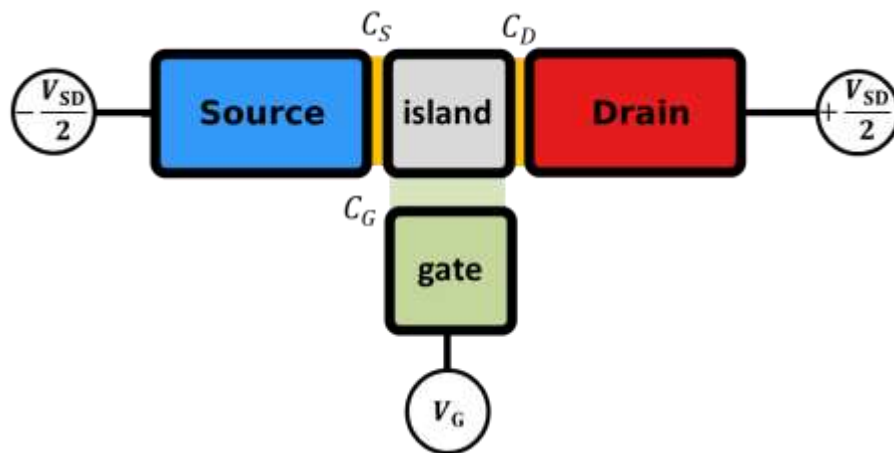 C_S
C_D
−V_SD/2
Source
island
Drain
+V_SD/2
C_G
gate
V_G